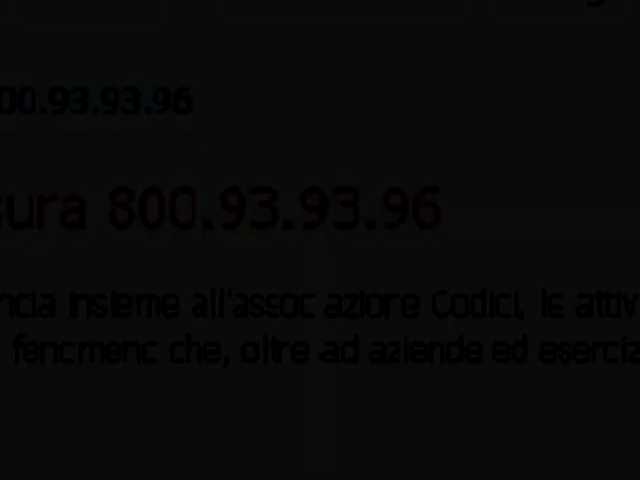 00.93.93.96
sura 800.93.93.96
ncia insieme all'associazione Codici, le attiv
fenomeno che, oltre ad aziende ed eserciz